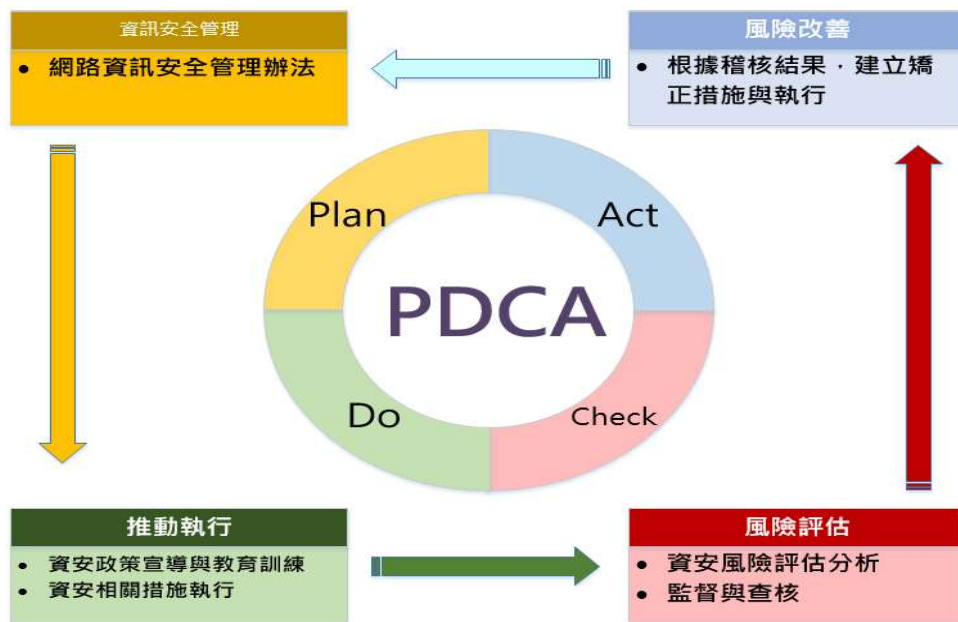 資訊安全管理
• 網路資訊安全管理辦法
風險改善
• 根據稽核結果，建立矯
正措施與執行
Plan
Act
PDCA
Do
Check
推動執行
• 資安政策宣導與教育訓練
• 資安相關措施執行
風險評估
• 資安風險評估分析
• 監督與查核